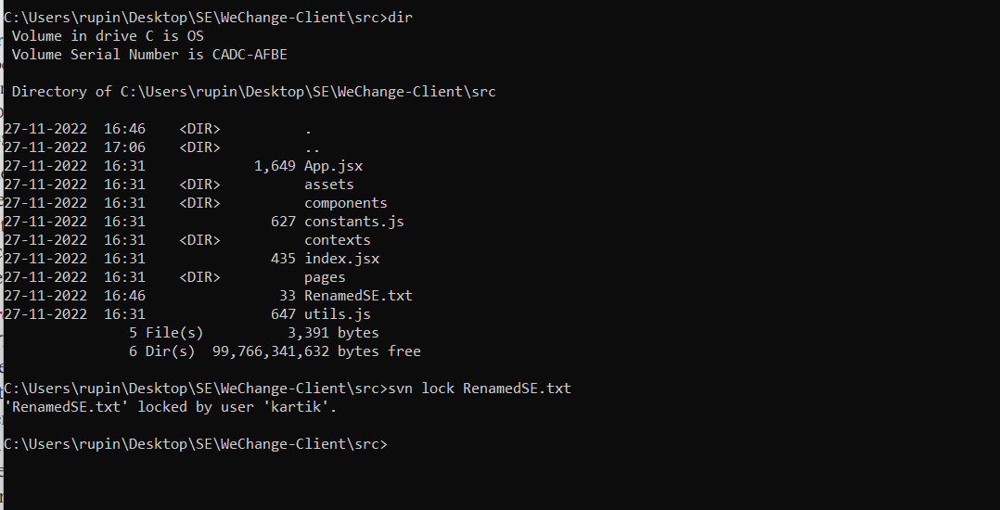 C:\Users\rupin\Desktop\SE\WeChange-Client\src>dir
 Volume in drive C is OS
 Volume Serial Number is CADC-AFBE

 Directory of C:\Users\rupin\Desktop\SE\WeChange-Client\src

27-11-2022  16:46    <DIR>          .
27-11-2022  17:06    <DIR>          ..
27-11-2022  16:31             1,649 App.jsx
27-11-2022  16:31    <DIR>          assets
27-11-2022  16:31    <DIR>          components
27-11-2022  16:31               627 constants.js
27-11-2022  16:31    <DIR>          contexts
27-11-2022  16:31               435 index.jsx
27-11-2022  16:31    <DIR>          pages
27-11-2022  16:46                33 RenamedSE.txt
27-11-2022  16:31               647 utils.js
               5 File(s)          3,391 bytes
               6 Dir(s)  99,766,341,632 bytes free

C:\Users\rupin\Desktop\SE\WeChange-Client\src>svn lock RenamedSE.txt
'RenamedSE.txt' locked by user 'kartik'.

C:\Users\rupin\Desktop\SE\WeChange-Client\src>